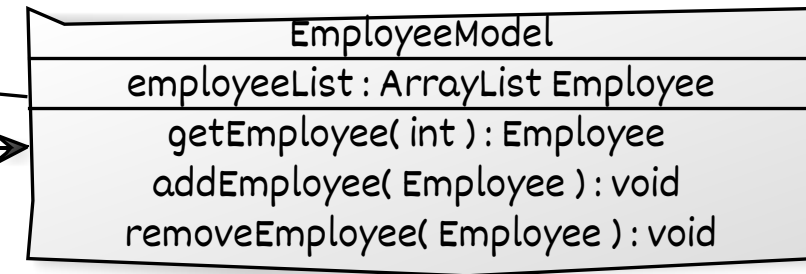 EmployeeModel
employeeList : ArrayList Employee
getEmployee( int ) : Employee
addEmployee( Employee ) : void
removeEmployee( Employee ) : void